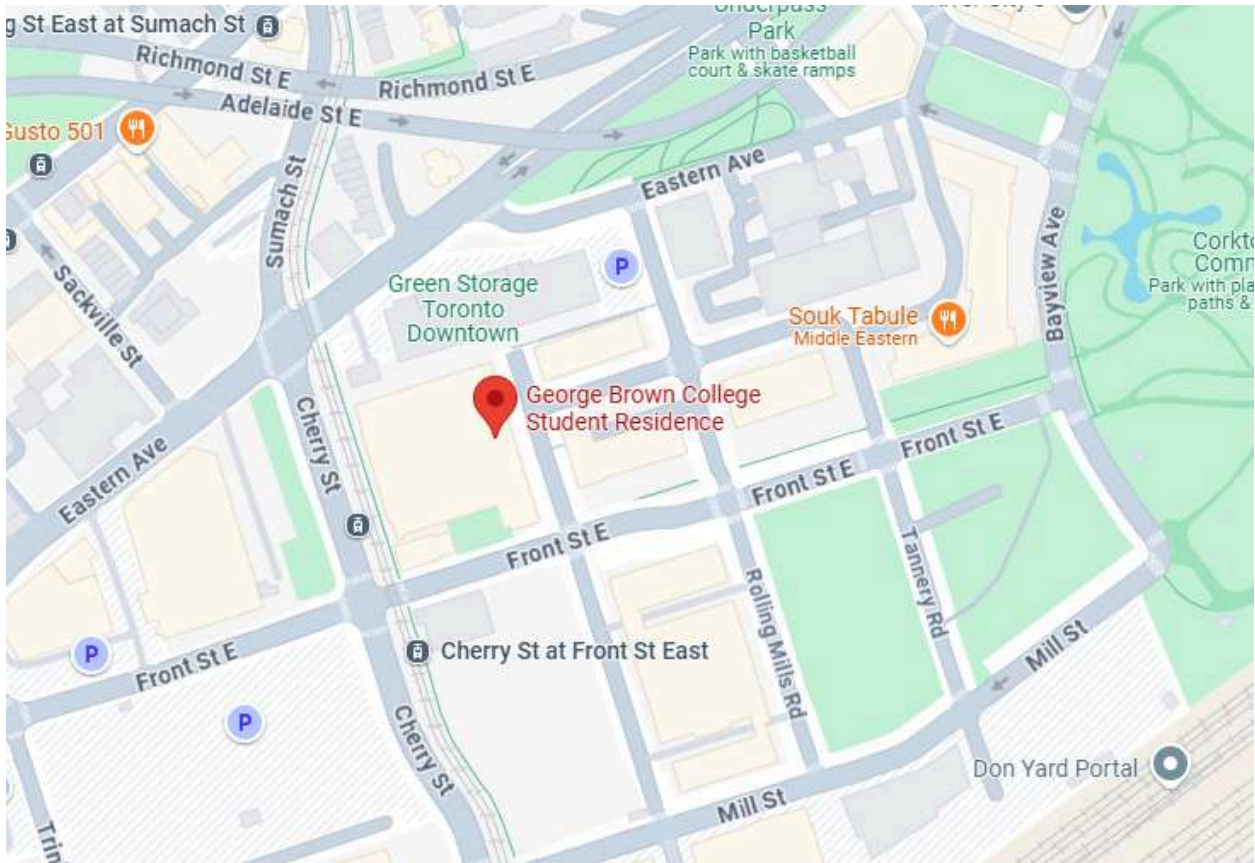 g St East at Sumach St
Richmond St E
Richmond St E
Adelaide St E
Underpass
Park
Park with basketball
court & skate ramps
Gusto 501
Sumach St
Eastern Ave
Bayview Ave
Sackville St
P
Green Storage
Toronto
Downtown
Souk Tabule
Middle Eastern
Corkt
Comm
Park with pla
paths &
George Brown College
Student Residence
Cherry St
Eastern Ave
Front St E
Front St E
Front St E
Tannery Rd
Rolling Mills Rd
Cherry St at Front St East
Mill St
P
Front St E
P
Cherry St
Don Yard Portal
Mill St
Trin